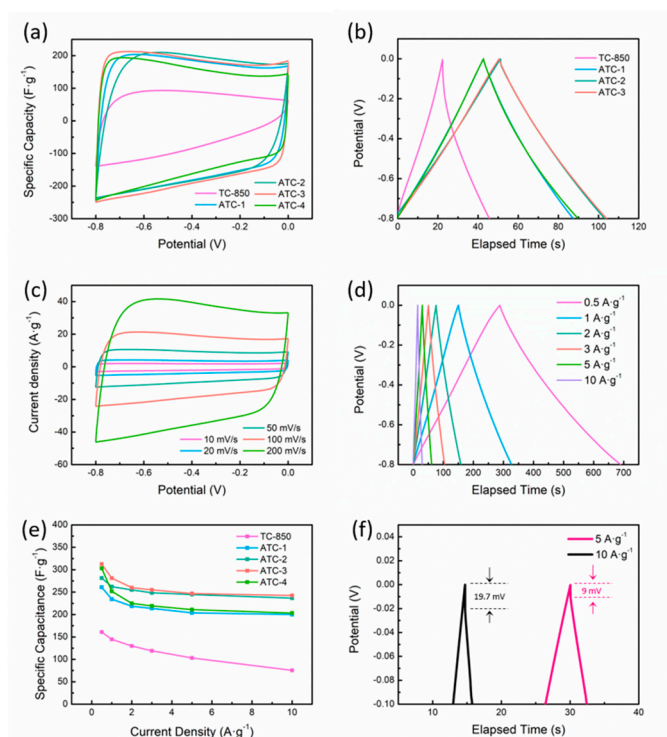 (a)
Specific Capacity (F·g⁻¹)
200
150
100
50
0
-50
-100
-150
-200
-250
-300
TC-850
ATC-1
ATC-2
ATC-3
ATC-4
-0.8
-0.6
-0.4
-0.2
0.0
Potential (V)
(b)
Potential (V)
0.0
-0.2
-0.4
-0.6
-0.8
TC-850
ATC-1
ATC-2
ATC-3
0
20
40
60
80
100
120
Elapsed Time (s)
(c)
Current density (A·g⁻¹)
40
20
0
-20
-40
-60
50 mV/s
10 mV/s
100 mV/s
20 mV/s
200 mV/s
-0.8
-0.6
-0.4
-0.2
0.0
Potential (V)
(d)
Potential (V)
0.0
-0.2
-0.4
-0.6
-0.8
0.5 A·g⁻¹
1 A·g⁻¹
2 A·g⁻¹
3 A·g⁻¹
5 A·g⁻¹
10 A·g⁻¹
0
100
200
300
400
500
600
700
Elapsed Time (s)
(e)
Specific Capacitance (F·g⁻¹)
400
350
300
250
200
150
100
50
0
TC-850
ATC-1
ATC-2
ATC-3
ATC-4
0
2
4
6
8
10
Current Density (A·g⁻¹)
(f)
Potential (V)
0.00
-0.02
-0.04
-0.06
-0.08
-0.10
5 A·g⁻¹
10 A·g⁻¹
19.7 mV
9 mV
10
20
30
40
Elapsed Time (s)